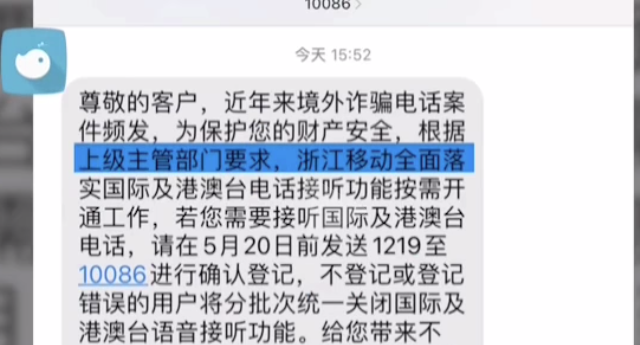 10086
今天 15:52
尊敬的客户，近年来境外诈骗电话案
件频发，为保护您的财产安全，根据
上级主管部门要求，浙江移动全面落
实国际及港澳台电话接听功能按需开
通工作，若您需要接听国际及港澳台
电话，请在5月20日前发送1219至
10086进行确认登记，不登记或登记
错误的用户将分批次统一关闭国际及
港澳台语音接听功能。给您带来不